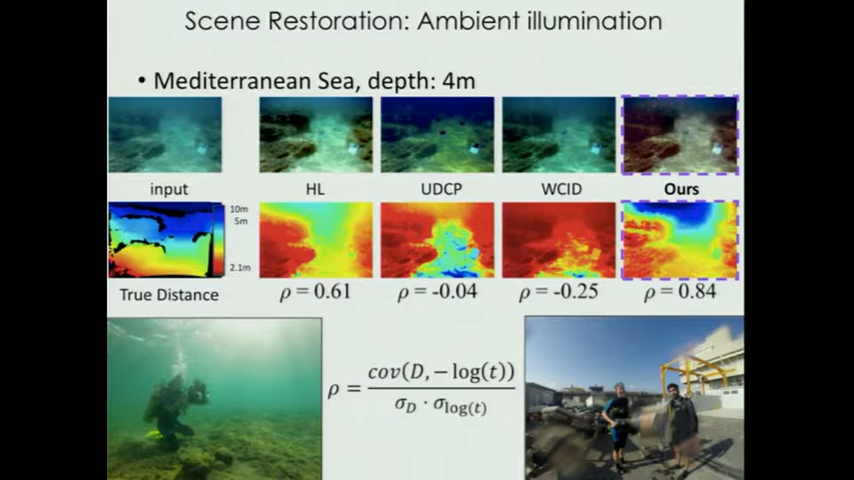 Scene Restoration: Ambient illumination
• Mediterranean Sea, depth: 4m
input HL UDCP WCID Ours
10m
5m
2.1m
True Distance ρ = 0.61 ρ = -0.04 ρ = -0.25 ρ = 0.84
ρ = cov(D, −log(t)) / σ_D · σ_log(t)